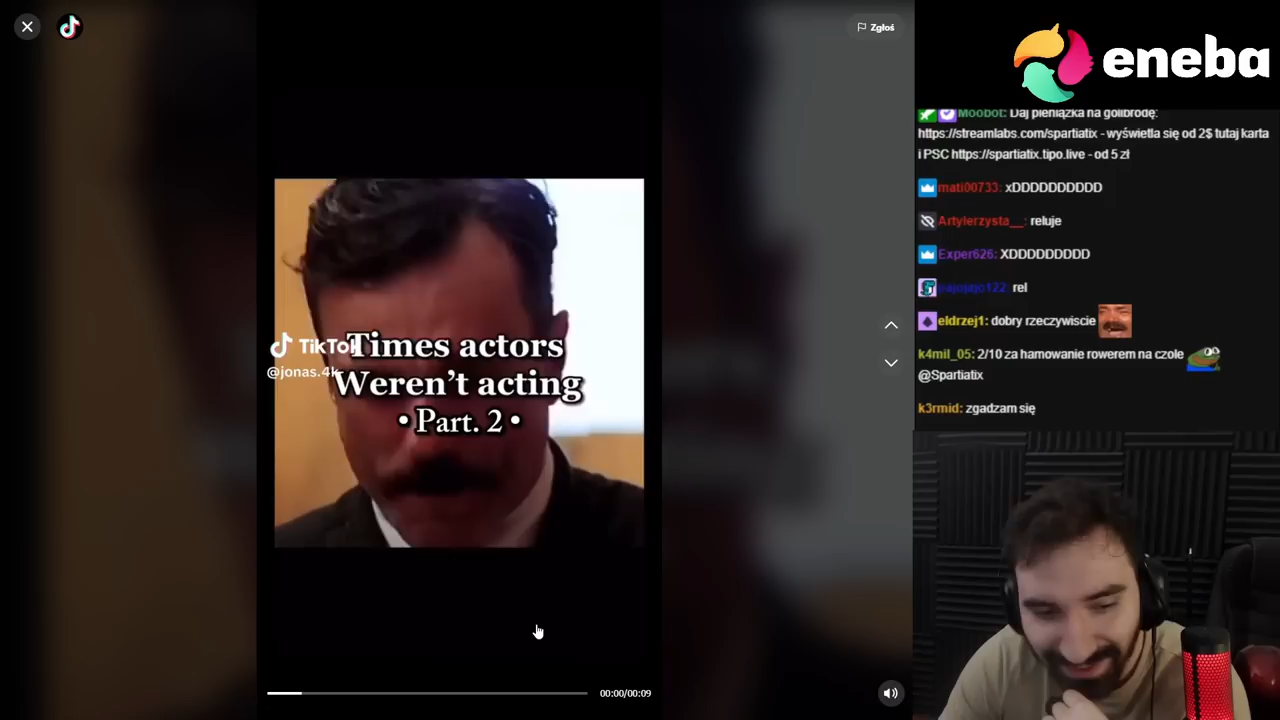 Zgłoś
TikTok
@jonas.4k
Times actors
Weren't acting
• Part. 2 •
00:00/00:09
eneba
Moobot: Daj pieniążka na golibrodę:
https://streamlabs.com/spartiatix - wyświetla się od 2$ tutaj karta
i PSC https://spartiatix.tipo.live - od 5 zł
mati00733: xDDDDDDDDDD
Artylerzysta__: reluje
Exper626: XDDDDDDDDD
rel
eldrzej1: dobry rzeczywiscie
k4mil_05: 2/10 za hamowanie rowerem na czole
@Spartiatix
k3rmid: zgadzam się